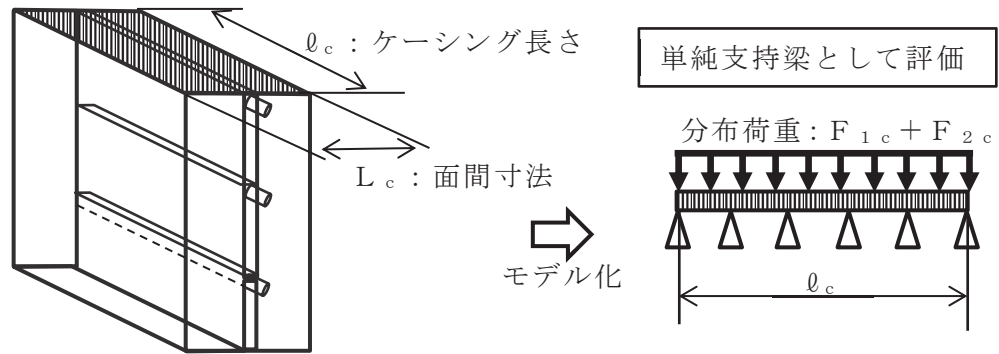 ℓc：ケーシング長さ
Lc：面間寸法
モデル化
単純支持梁として評価
分布荷重：F1c＋F2c
ℓc